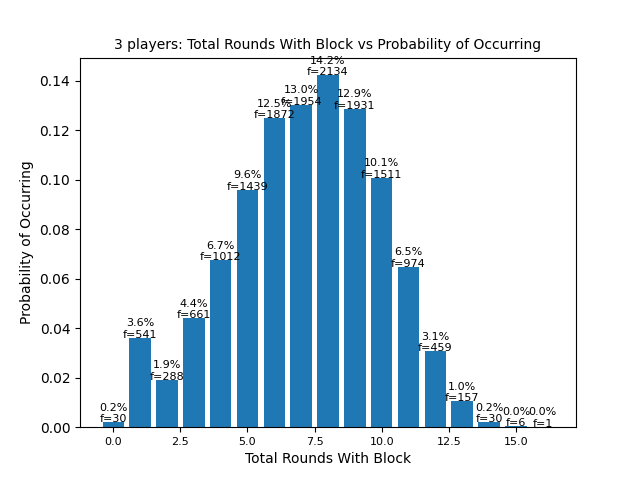 3 players: Total Rounds With Block vs Probability of Occurring
Probability of Occurring
0.14
0.12
0.10
0.08
0.06
0.04
0.02
0.00
0.2%
f=30
3.6%
f=541
1.9%
f=288
4.4%
f=661
6.7%
f=1012
9.6%
f=1439
12.5%
f=1872
13.0%
f=1954
14.2%
f=2134
12.9%
f=1931
10.1%
f=1511
6.5%
f=974
3.1%
f=459
1.0%
f=157
0.2%
f=30
0.0%
f=6
0.0%
f=1
0.0 2.5 5.0 7.5 10.0 12.5 15.0
Total Rounds With Block